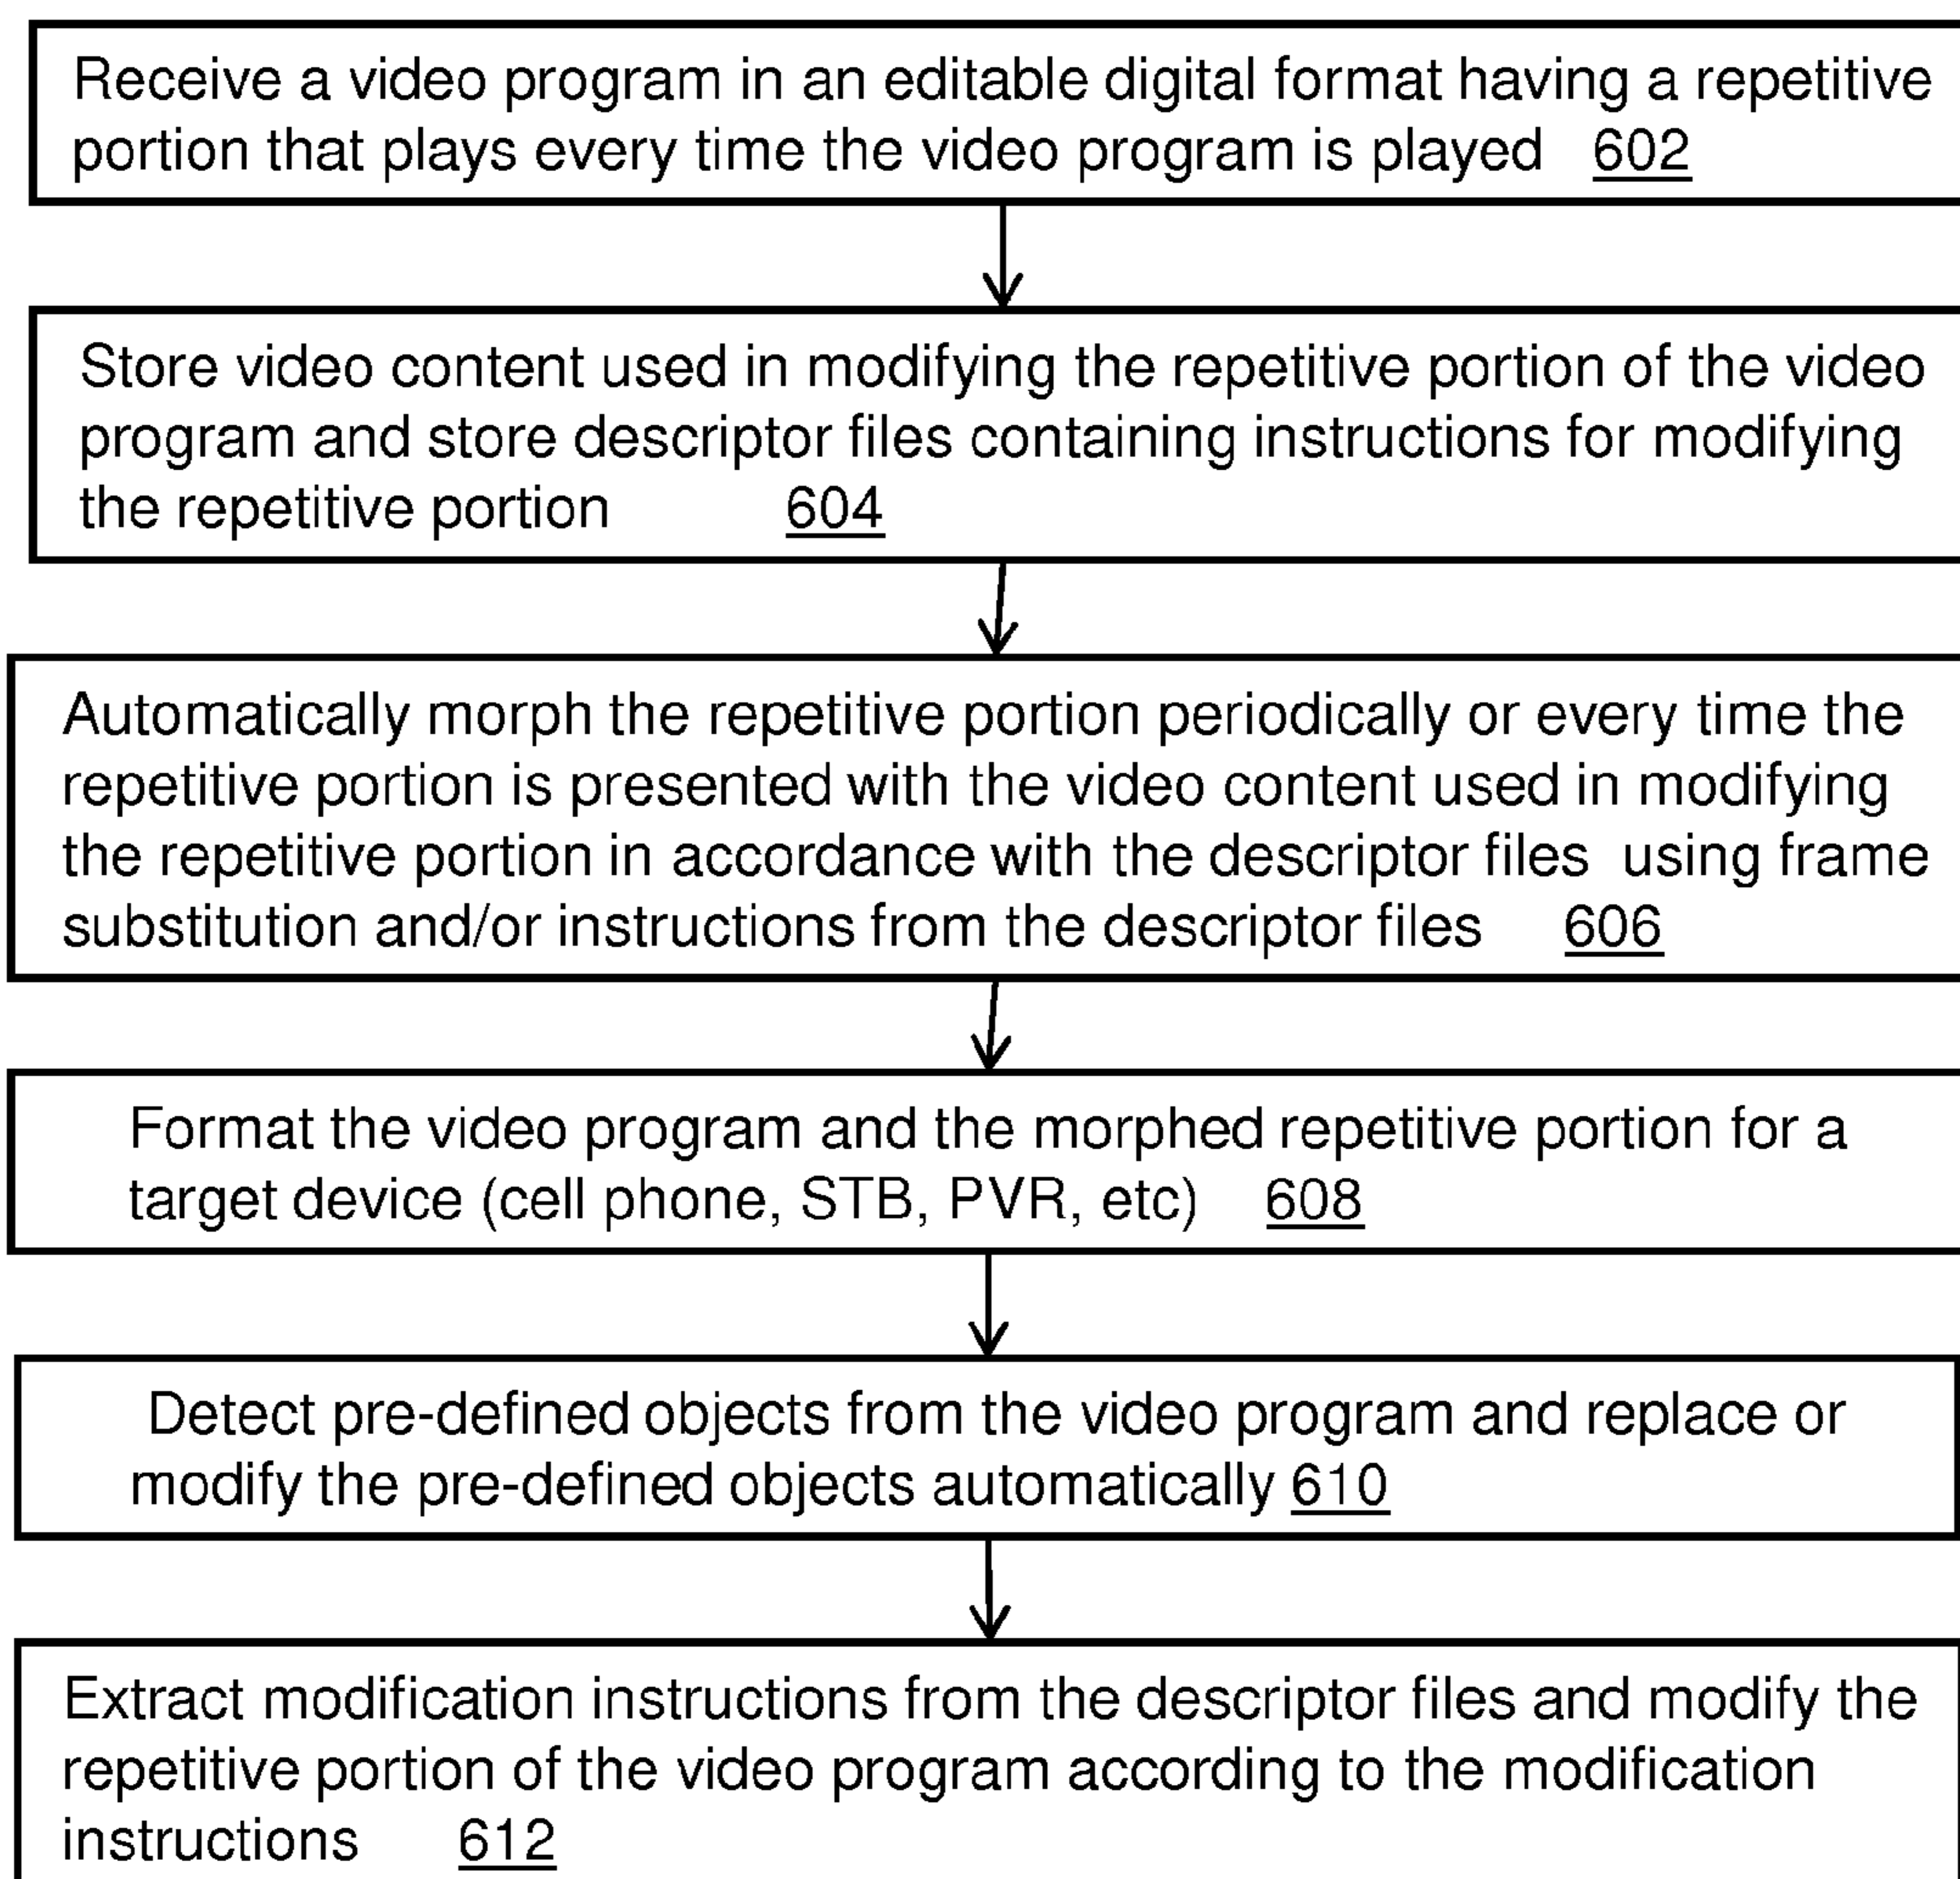 Receive a video program in an editable digital format having a repetitive
portion that plays every time the video program is played 602
Store video content used in modifying the repetitive portion of the video
program and store descriptor files containing instructions for modifying
the repetitive portion 604
Automatically morph the repetitive portion periodically or every time the
repetitive portion is presented with the video content used in modifying
the repetitive portion in accordance with the descriptor files using frame
substitution and/or instructions from the descriptor files 606
Format the video program and the morphed repetitive portion for a
target device (cell phone, STB, PVR, etc) 608
Detect pre-defined objects from the video program and replace or
modify the pre-defined objects automatically 610
Extract modification instructions from the descriptor files and modify the
repetitive portion of the video program according to the modification
instructions 612